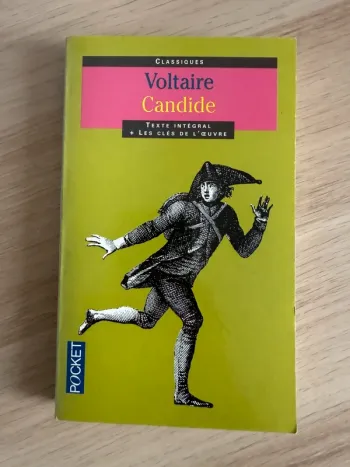 CLASSIQUES
Voltaire
Candide
TEXTE INTÉGRAL
+ LES CLÉS DE L'ŒUVRE
POCKET